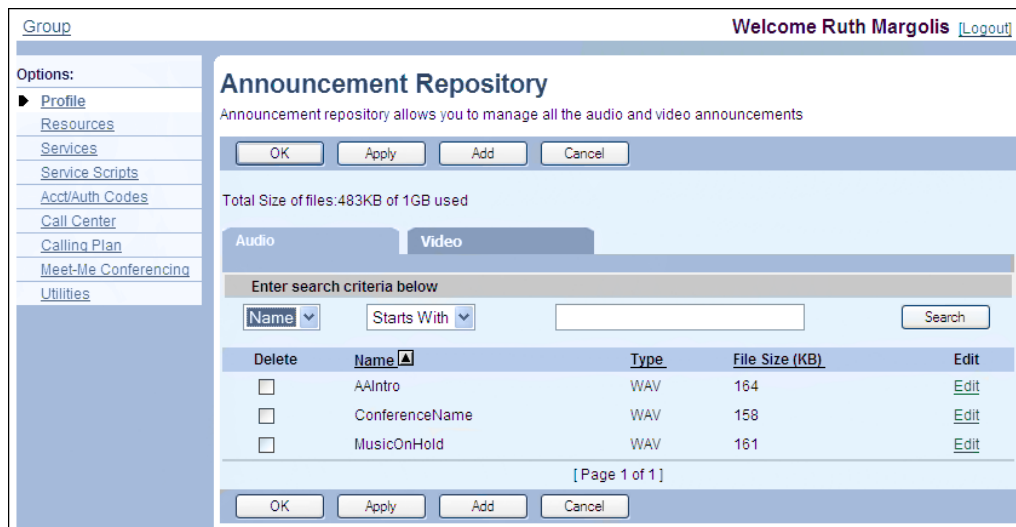 Group Welcome Ruth Margolis [Logout]
Options:
Profile
Resources
Services
Service Scripts
Acct/Auth Codes
Call Center
Calling Plan
Meet-Me Conferencing
Utilities
Announcement Repository
Announcement repository allows you to manage all the audio and video announcements
OK Apply Add Cancel
Total Size of files:483KB of 1GB used
Audio Video
Enter search criteria below
Name Starts With Search
Delete Name Type File Size (KB) Edit
AAIntro WAV 164 Edit
ConferenceName WAV 158 Edit
MusicOnHold WAV 161 Edit
[ Page 1 of 1 ]
OK Apply Add Cancel